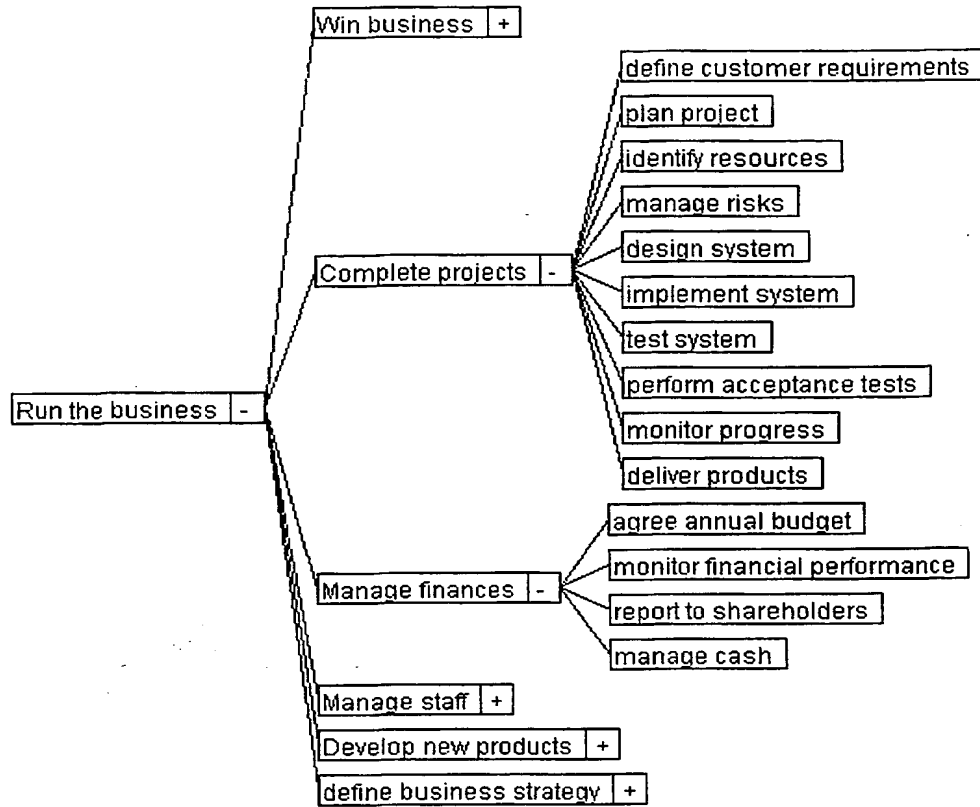 Win business +
define customer requirements
plan project
identify resources
manage risks
design system
Complete projects -
implement system
test system
perform acceptance tests
Run the business -
monitor progress
deliver products
agree annual budget
monitor financial performance
Manage finances -
report to shareholders
manage cash
Manage staff +
Develop new products +
define business strategy +